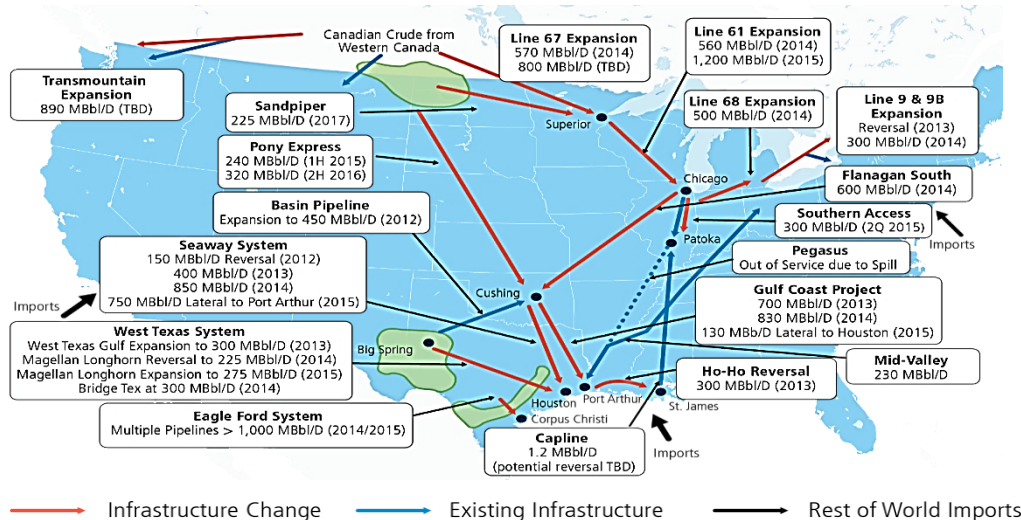 Canadian Crude from
Western Canada
Line 67 Expansion
570 MBbl/D (2014)
800 MBbl/D (TBD)
Line 61 Expansion
560 MBbl/D (2014)
1,200 MBbl/D (2015)
Transmountain
Expansion
890 MBbl/D (TBD)
Sandpiper
225 MBbl/D (2017)
Superior
Line 68 Expansion
500 MBbl/D (2014)
Line 9 & 9B
Expansion
Reversal (2013)
300 MBbl/D (2014)
Pony Express
240 MBbl/D (1H 2015)
320 MBbl/D (2H 2016)
Chicago
Flanagan South
600 MBbl/D (2014)
Basin Pipeline
Expansion to 450 MBbl/D (2012)
Southern Access
300 MBbl/D (2Q 2015)
Imports
Patoka
Seaway System
150 MBbl/D Reversal (2012)
400 MBbl/D (2013)
850 MBbl/D (2014)
750 MBbl/D Lateral to Port Arthur (2015)
Pegasus
Out of Service due to Spill
Imports
Cushing
Gulf Coast Project
700 MBbl/D (2013)
830 MBbl/D (2014)
130 MBb/D Lateral to Houston (2015)
West Texas System
West Texas Gulf Expansion to 300 MBbl/D (2013)
Magellan Longhorn Reversal to 225 MBbl/D (2014)
Magellan Longhorn Expansion to 275 MBbl/D (2015)
Bridge Tex at 300 MBbl/D (2014)
Big Spring
Mid-Valley
230 MBbl/D
Ho-Ho Reversal
300 MBbl/D (2013)
Houston
Port Arthur
St. James
Eagle Ford System
Multiple Pipelines > 1,000 MBbl/D (2014/2015)
Corpus Christi
Capline
1.2 MBbl/D
(potential reversal TBD)
Imports
Infrastructure Change
Existing Infrastructure
Rest of World Imports